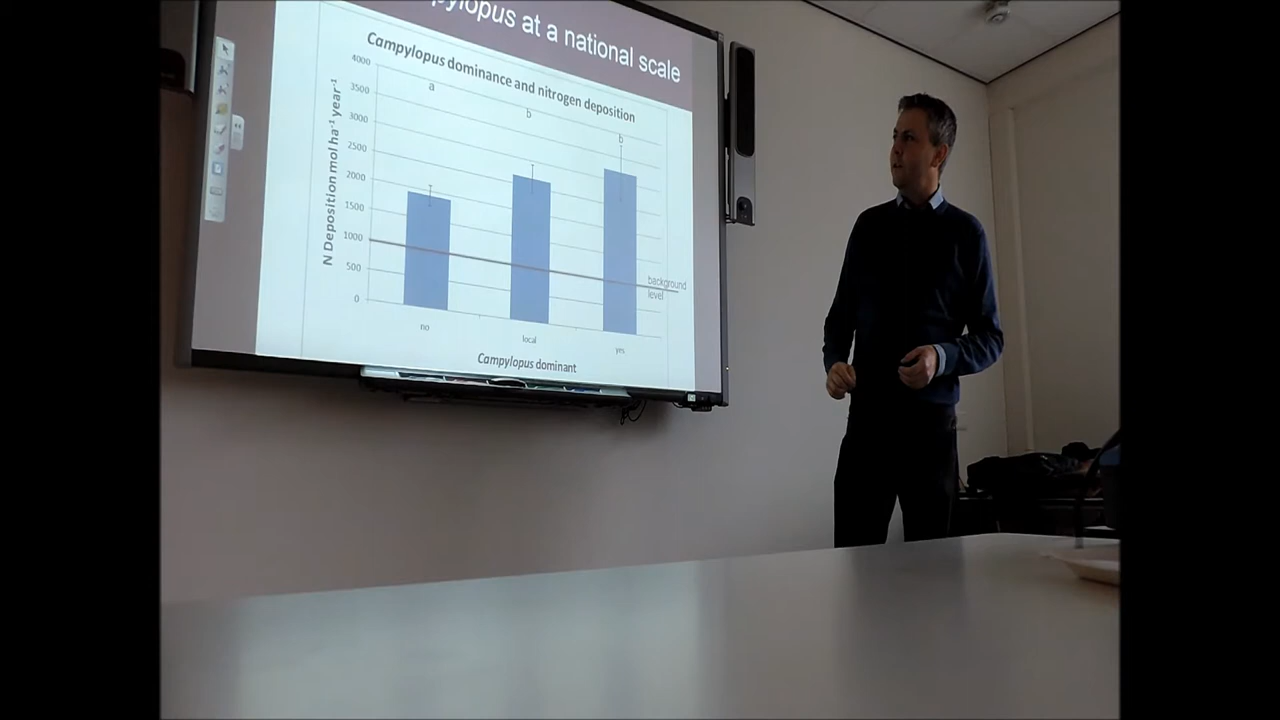 pylopus at a national scale
Campylopus dominance and nitrogen deposition
N Deposition mol ha⁻¹ year⁻¹
4000
3500
3000
2500
2000
1500
1000
500
0
a
b
b
background
level
no
local
yes
Campylopus dominant